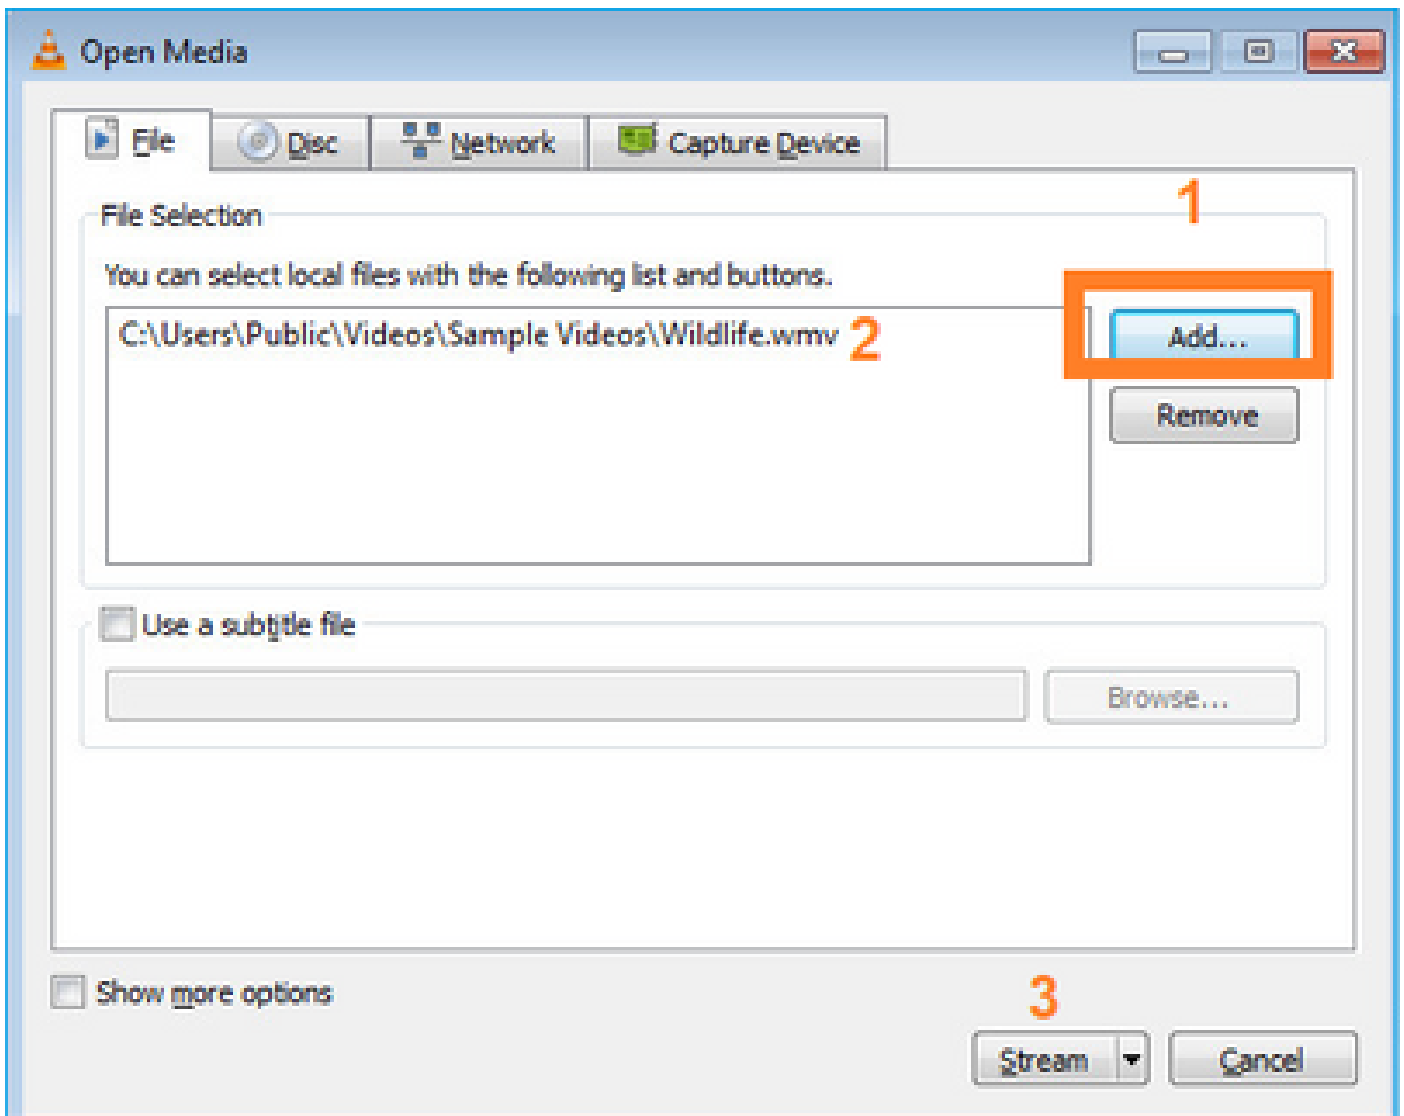 Open Media
File Disc Network Capture Device
1
File Selection
You can select local files with the following list and buttons.
C:\Users\Public\Videos\Sample Videos\Wildlife.wmv 2
Add...
Remove
Use a subtitle file
Browse...
Show more options
3
Stream Cancel